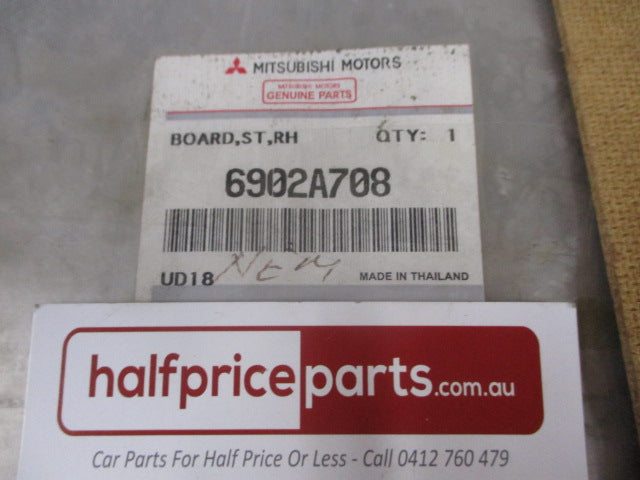 MITSUBISHI MOTORS
MITSUBISHI MOTORS
GENUINE PARTS
BOARD,ST,RH QTY: 1
6902A708
UD18 MADE IN THAILAND
halfpriceparts.com.au
Car Parts For Half Price Or Less - Call 0412 760 479